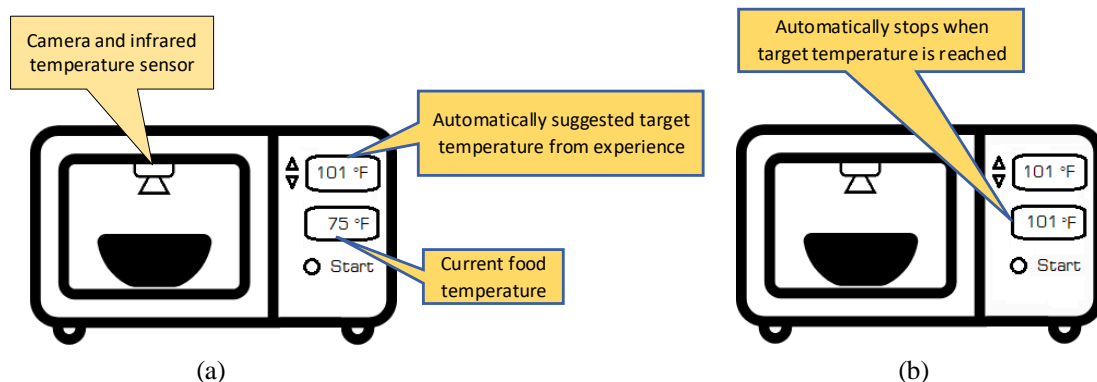 Camera and infrared
temperature sensor
Automatically suggested target
temperature from experience
101 °F
75 °F
Start
Current food
temperature
(a)
Automatically stops when
target temperature is reached
101 °F
101 °F
Start
(b)